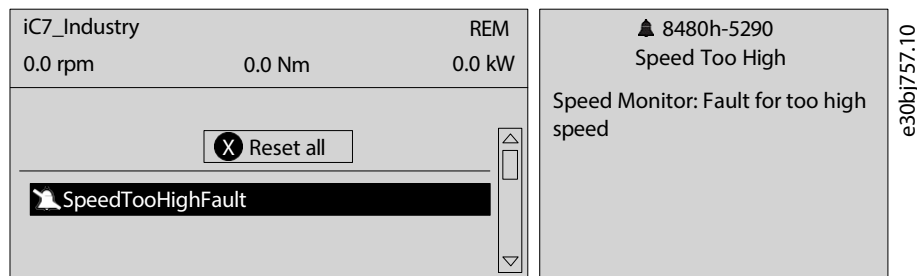 iC7_Industry REM
0.0 rpm 0.0 Nm 0.0 kW
X Reset all
SpeedTooHighFault
8480h-5290
Speed Too High
Speed Monitor: Fault for too high
speed
e30bj757.10